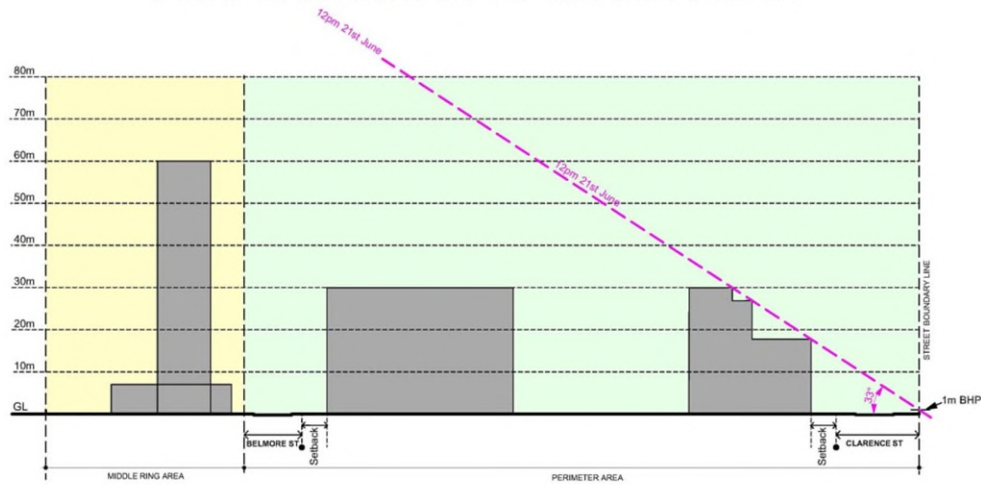 12pm 21st June
80m
70m
60m
50m
40m
30m
20m
10m
GL
12pm 21st June
33°
STREET BOUNDARY LINE
1m BHP
BELMORE ST
Setback
Setback
CLARENCE ST
MIDDLE RING AREA
PERIMETER AREA